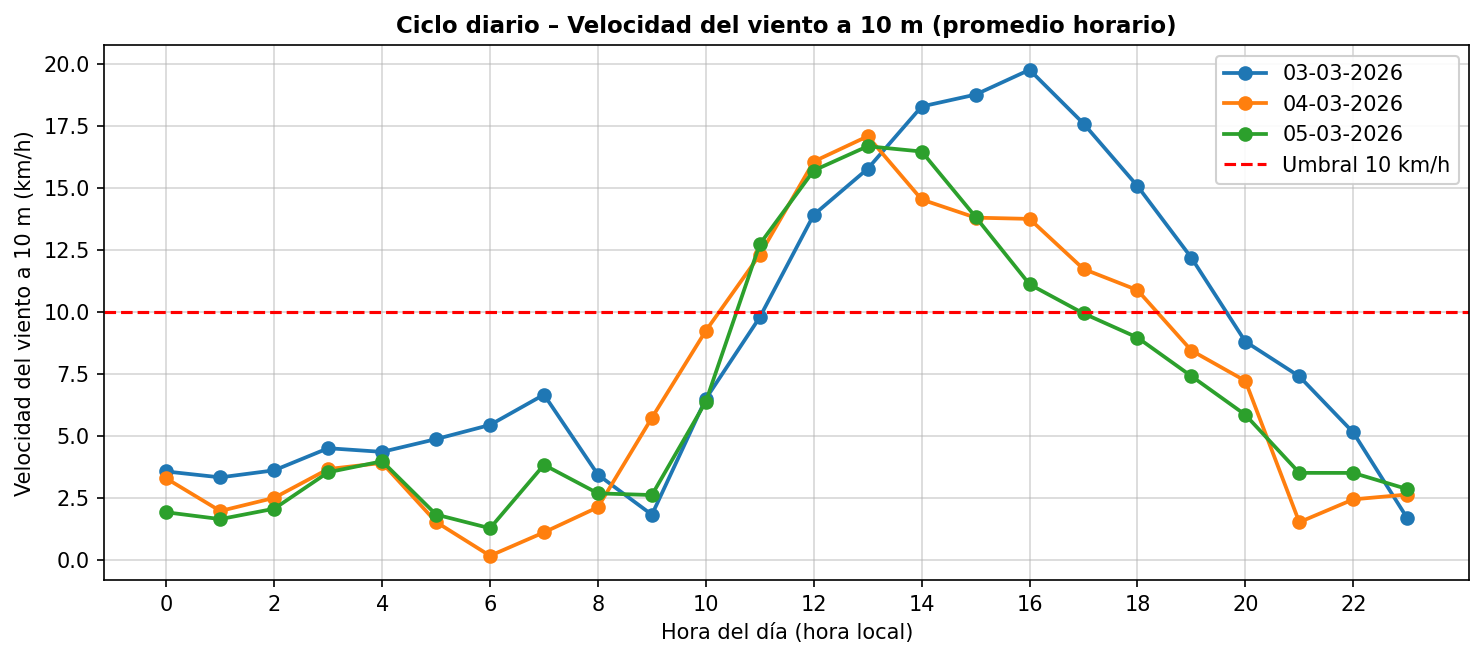 Ciclo diario – Velocidad del viento a 10 m (promedio horario)
20.0
17.5
15.0
12.5
10.0
7.5
5.0
2.5
0.0
Velocidad del viento a 10 m (km/h)
03-03-2026
04-03-2026
05-03-2026
Umbral 10 km/h
0 2 4 6 8 10 12 14 16 18 20 22
Hora del día (hora local)